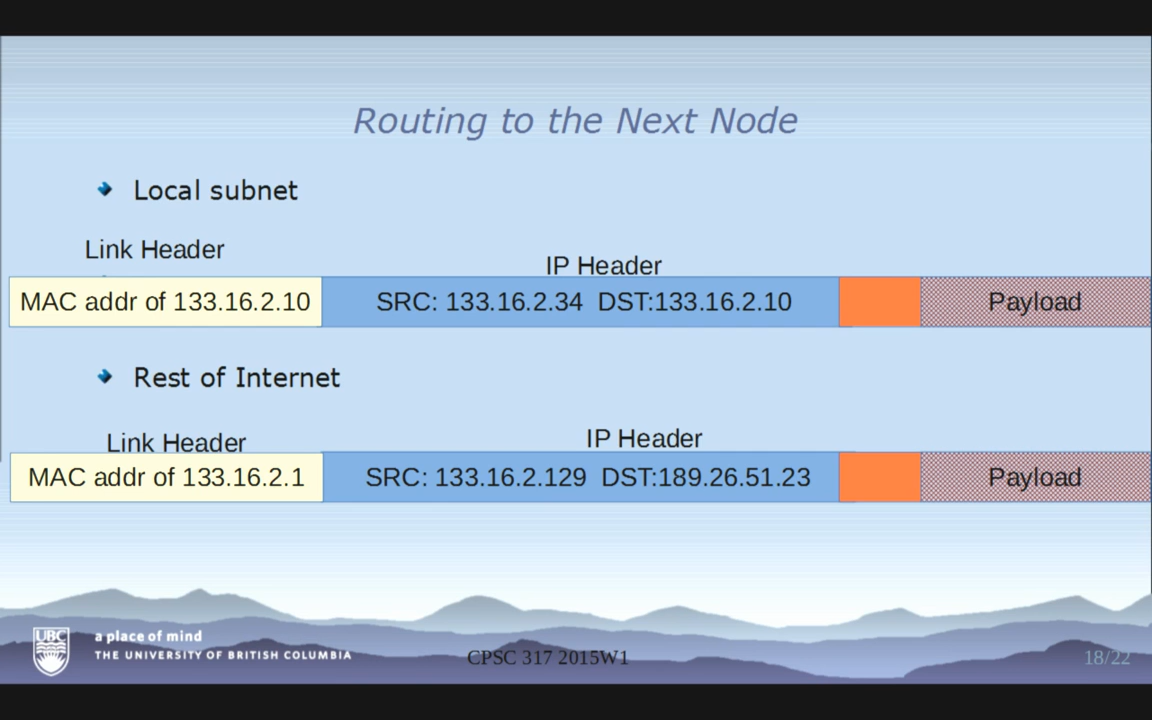 Routing to the Next Node
Local subnet
Link Header
IP Header
MAC addr of 133.16.2.10
SRC: 133.16.2.34 DST:133.16.2.10
Payload
Rest of Internet
Link Header
IP Header
MAC addr of 133.16.2.1
SRC: 133.16.2.129 DST:189.26.51.23
Payload
UBC
a place of mind
THE UNIVERSITY OF BRITISH COLUMBIA
CPSC 317 2015W1
18/22